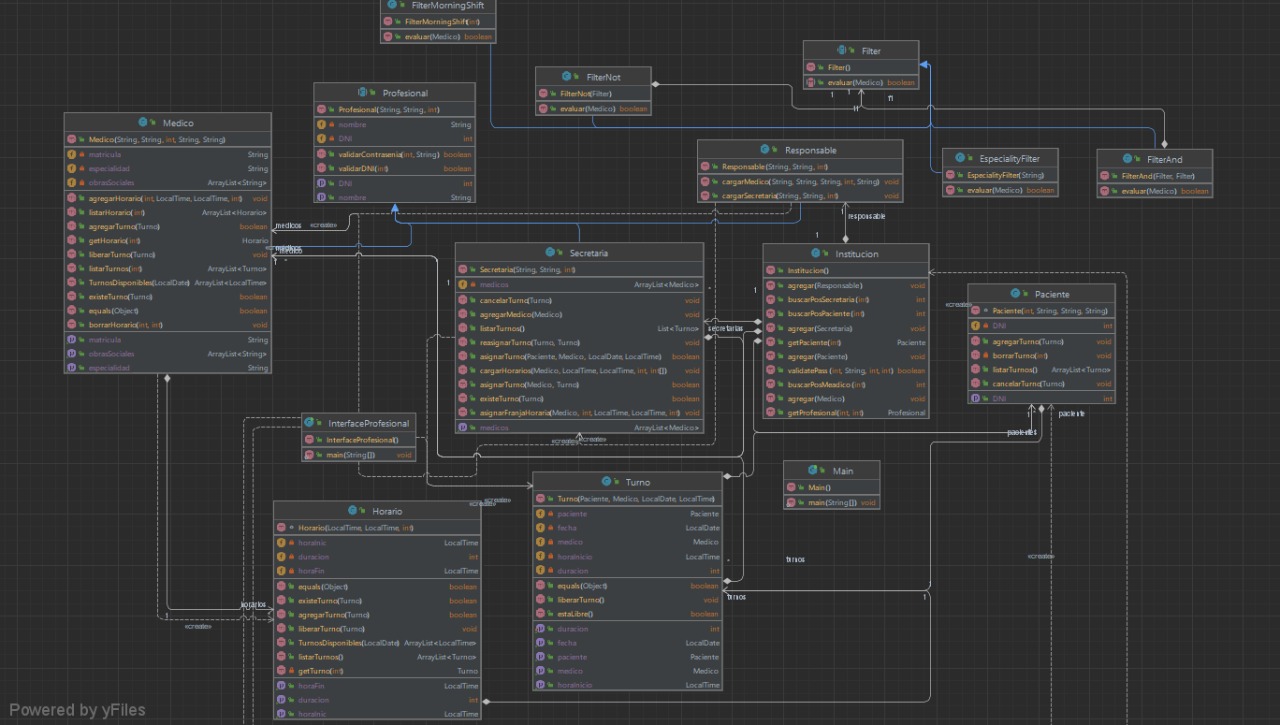 FilterMorningShift
FilterMorningShift(int)
evaluar(Medico) boolean
Filter
Filter()
evaluar(Medico) boolean
FilterNot
FilterNot(Filter)
evaluar(Medico) boolean
1 1
Profesional
Profesional(String, String, int)
nombre String
DNI int
validarContrasenia(int, String) boolean
validarDNI(int) boolean
DNI int
nombre String
Medico
Medico(String, String, int, String, String)
matricula String
especialidad String
obrasSociales ArrayList<String>
agregarHorario(int, LocalTime, LocalTime, int) void
listarHorario(int) ArrayList<Horario>
agregarTurno(Turno) boolean
getHorario(int) Horario
liberarTurno(Turno) void
listarTurnos(int) ArrayList<Turno>
TurnosDisponibles(LocalDate) ArrayList<LocalTime>
existeTurno(Turno) boolean
equals(Object) boolean
borrarHorario(int, int) void
matricula String
obrasSociales ArrayList<String>
especialidad String
Responsable
Responsable(String, String, int)
cargarMedico(String, String, int, String, String) void
cargarSecretaria(String, String, int) void
EspecialityFilter
EspecialityFilter(String)
evaluar(Medico) boolean
FilterAnd
FilterAnd(Filter, Filter)
evaluar(Medico) boolean
medicos
«create»
medico
1
responsable
1
Secretaria
Secretaria(String, String, int)
medicos ArrayList<Medico>
cancelarTurno(Turno) void
agregarMedico(Medico) void
listarTurnos() List<Turno>
reasignarTurno(Turno, Turno) void
asignarTurno(Paciente, Medico, LocalDate, LocalTime) boolean
cargarHorarios(Medico, LocalTime, LocalTime, int, int[]) void
asignarTurno(Medico, Turno) boolean
existeTurno(Turno) boolean
asignarFranjaHoraria(Medico, int, LocalTime, LocalTime, int) void
medicos ArrayList<Medico>
1
1
secretarias
Institucion
Institucion()
agregar(Responsable) void
buscarPosSecretaria(int) int
buscarPosPaciente(int) int
agregar(Secretaria) void
getPaciente(int) Paciente
agregar(Paciente) void
validatePass (int, String, int, int) boolean
buscarPosMeadico(int) int
agregar(Medico) void
getProfesional(int, int) Profesional
«create»
Paciente
Paciente(int, String, String, String)
DNI int
agregarTurno(Turno) void
borrarTurno(int) void
listarTurnos() ArrayList<Turno>
cancelarTurno(Turno) void
DNI int
1
paciente
pacientes
InterfaceProfesional
InterfaceProfesional()
main(String[]) void
«create»
Main
Main()
main(String[]) void
Turno
Turno(Paciente, Medico, LocalDate, LocalTime)
paciente Paciente
fecha LocalDate
medico Medico
horaInicio LocalTime
duracion int
equals(Object) boolean
liberarTurno() void
estaLibre() boolean
duracion int
fecha LocalDate
paciente Paciente
medico Medico
horaInicio LocalTime
«create»
Horario
Horario(LocalTime, LocalTime, int)
horaInic LocalTime
duracion int
horaFin LocalTime
equals(Object) boolean
existeTurno(Turno) boolean
agregarTurno(Turno) boolean
liberarTurno(Turno) void
TurnosDisponibles(LocalDate) ArrayList<LocalTime>
listarTurnos() ArrayList<Turno>
getTurno(int) Turno
horaFin LocalTime
duracion int
horaInic LocalTime
turnos
«create»
turnos
1
horarios
1
«create»
Powered by yFiles